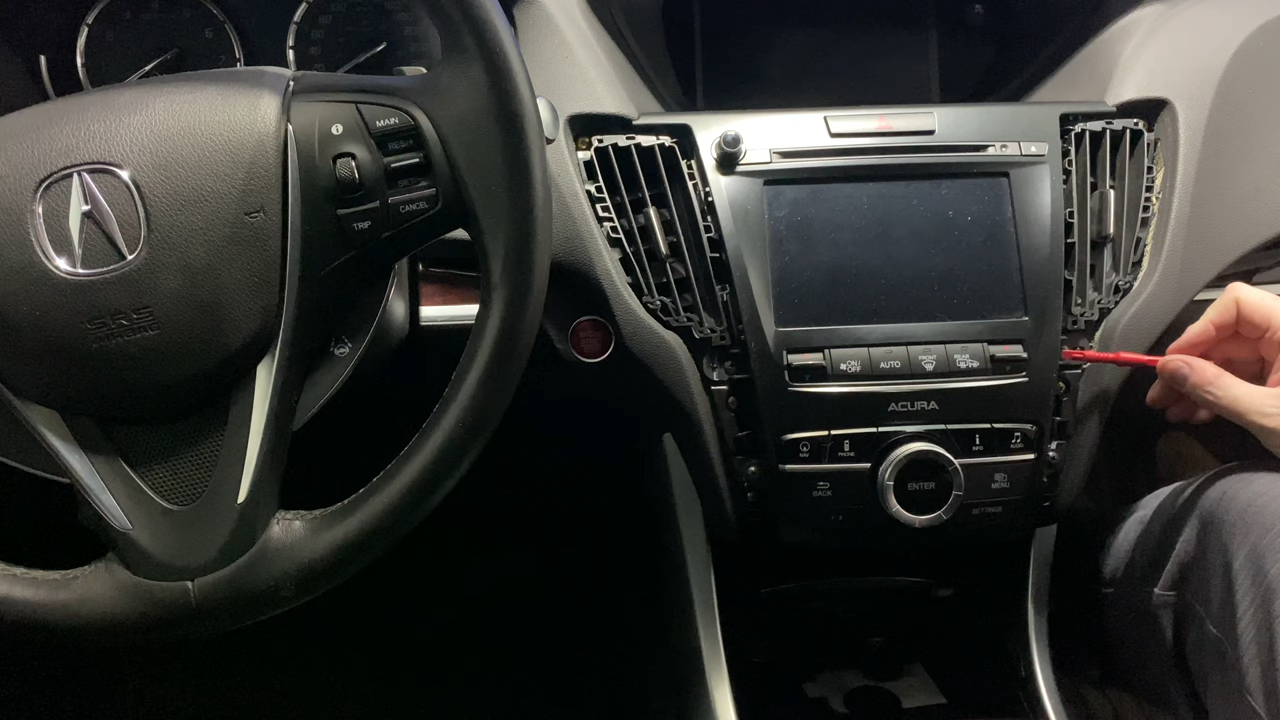 MAIN
CANCEL
TRIP
SRS
AIRBAG
ON/
OFF
AUTO
FRONT
REAR
ACURA
NAV
PHONE
INFO
AUDIO
BACK
ENTER
MENU
SETTINGS